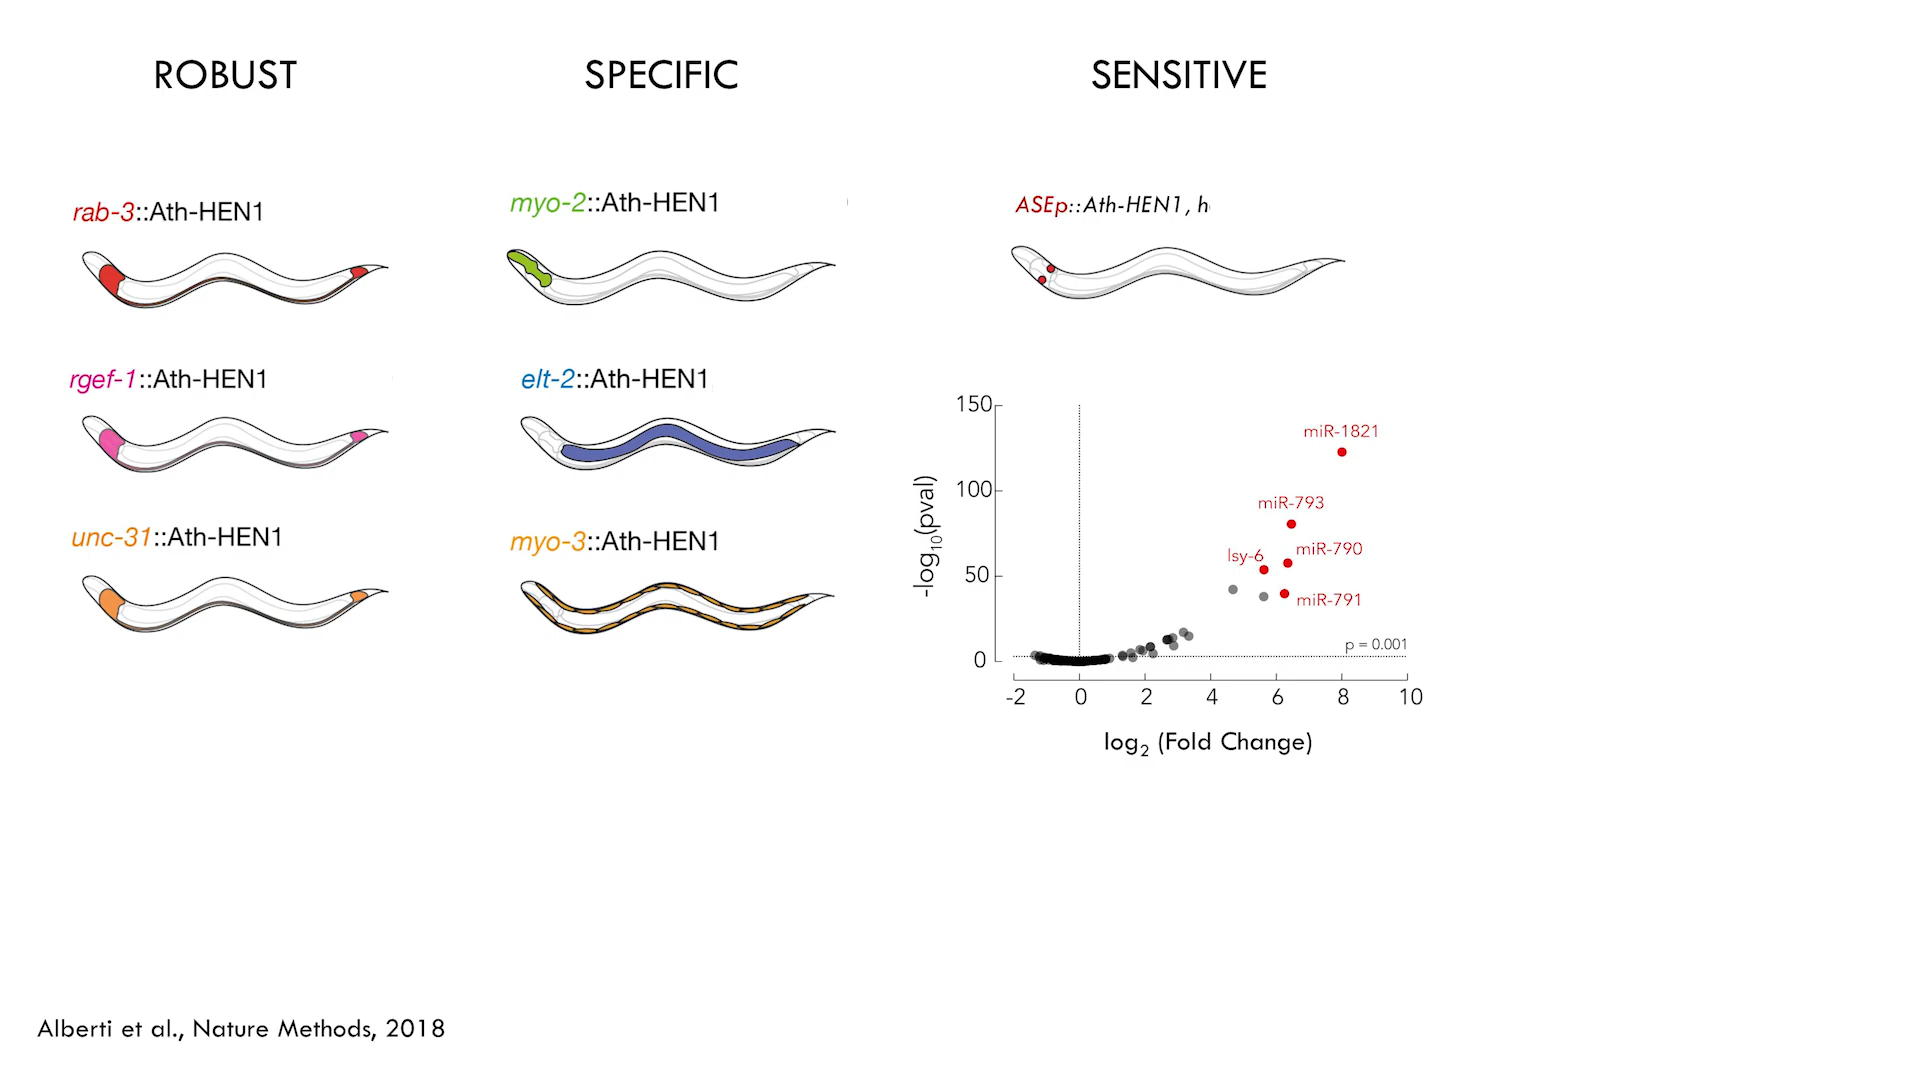 ROBUST
rab-3::Ath-HEN1
rgef-1::Ath-HEN1
unc-31::Ath-HEN1
SPECIFIC
myo-2::Ath-HEN1
elt-2::Ath-HEN1
myo-3::Ath-HEN1
SENSITIVE
ASEp::Ath-HEN1, h
-log10(pval)
150
100
50
0
miR-1821
miR-793
lsy-6
miR-790
miR-791
p = 0.001
-2 0 2 4 6 8 10
log2 (Fold Change)
Alberti et al., Nature Methods, 2018